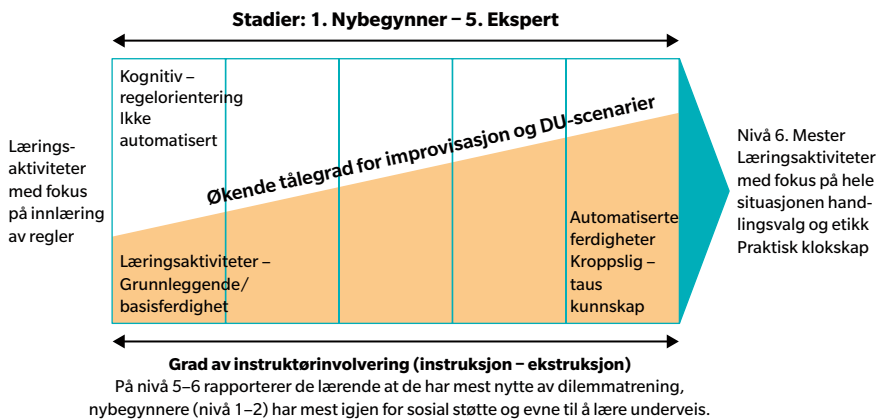 Stadier: 1. Nybegynner – 5. Ekspert
Kognitiv –
regelorientering
Ikke
automatisert
Lærings-
aktiviteter
med fokus
på innlæring
av regler
Økende tålegrad for improvisasjon og DU-scenarier
Nivå 6. Mester
Læringsaktiviteter
med fokus på hele
situasjonen hand-
lingsvalg og etikk
Praktisk klokskap
Læringsaktiviteter –
Grunnleggende/
basisferdighet
Automatiserte
ferdigheter
Kroppslig –
taus
kunnskap
Grad av instruktørinvolvering (instruksjon – ekstruksjon)
På nivå 5–6 rapporterer de lærende at de har mest nytte av dilemmatrening,
nybegynnere (nivå 1–2) har mest igjen for sosial støtte og evne til å lære underveis.